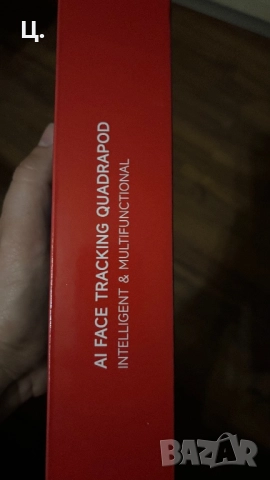 Ц.
AI FACE TRACKING QUADRAPOD
INTELLIGENT & MULTIFUNCTIONAL
BAZAR